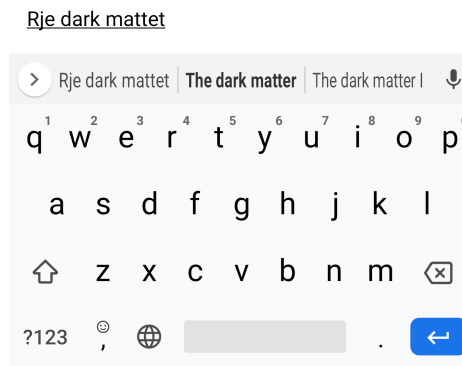 Rje dark mattet
Rje dark mattet The dark matter The dark matter I
q 1 w 2 e 3 r 4 t 5 y 6 u 7 i 8 o 9 p
a s d f g h j k l
z x c v b n m
?123 , .